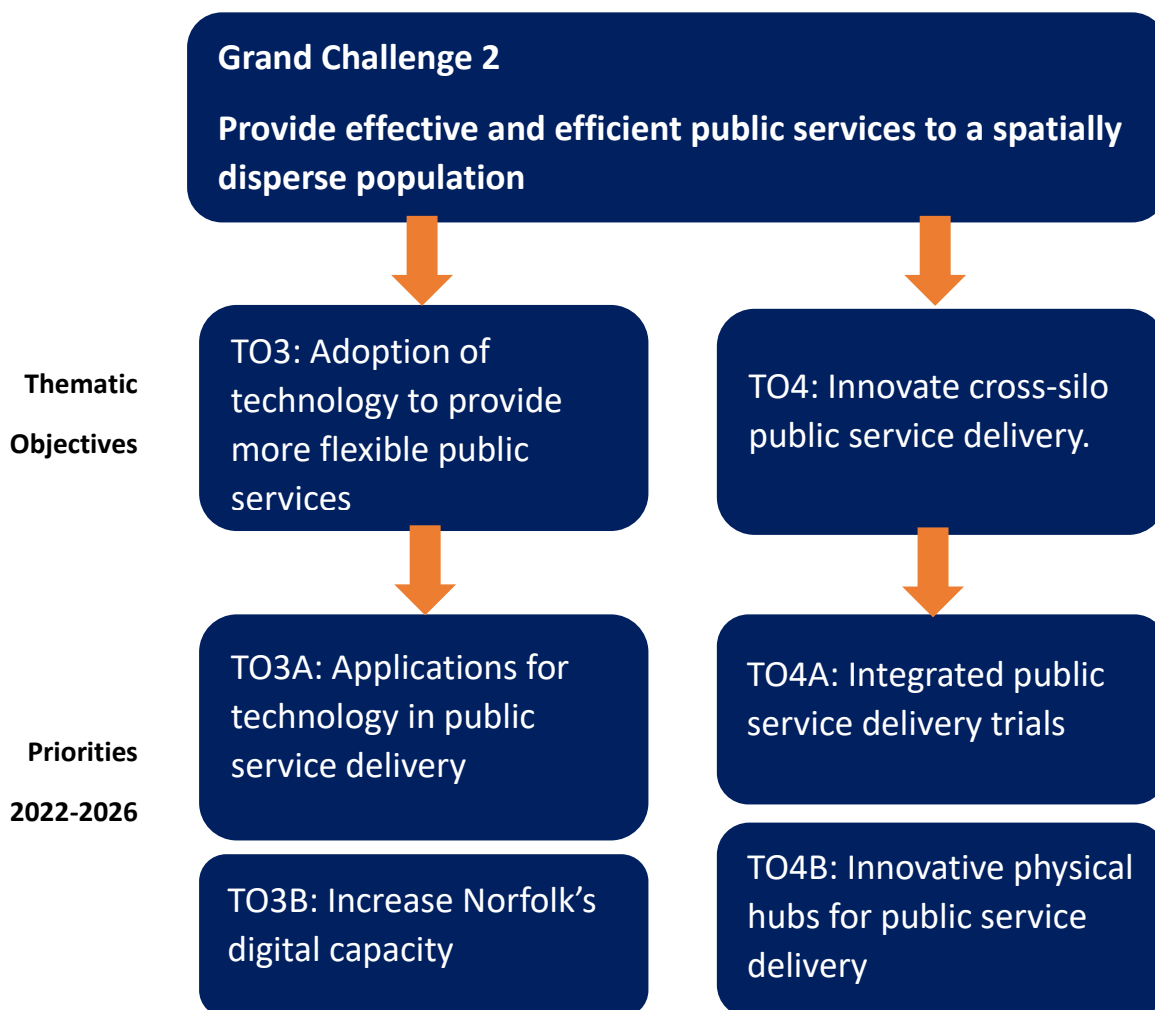 Grand Challenge 2
Provide effective and efficient public services to a spatially
disperse population
Thematic
Objectives
TO3: Adoption of
technology to provide
more flexible public
services
TO4: Innovate cross-silo
public service delivery.
Priorities
2022-2026
TO3A: Applications for
technology in public
service delivery
TO4A: Integrated public
service delivery trials
TO3B: Increase Norfolk’s
digital capacity
TO4B: Innovative physical
hubs for public service
delivery